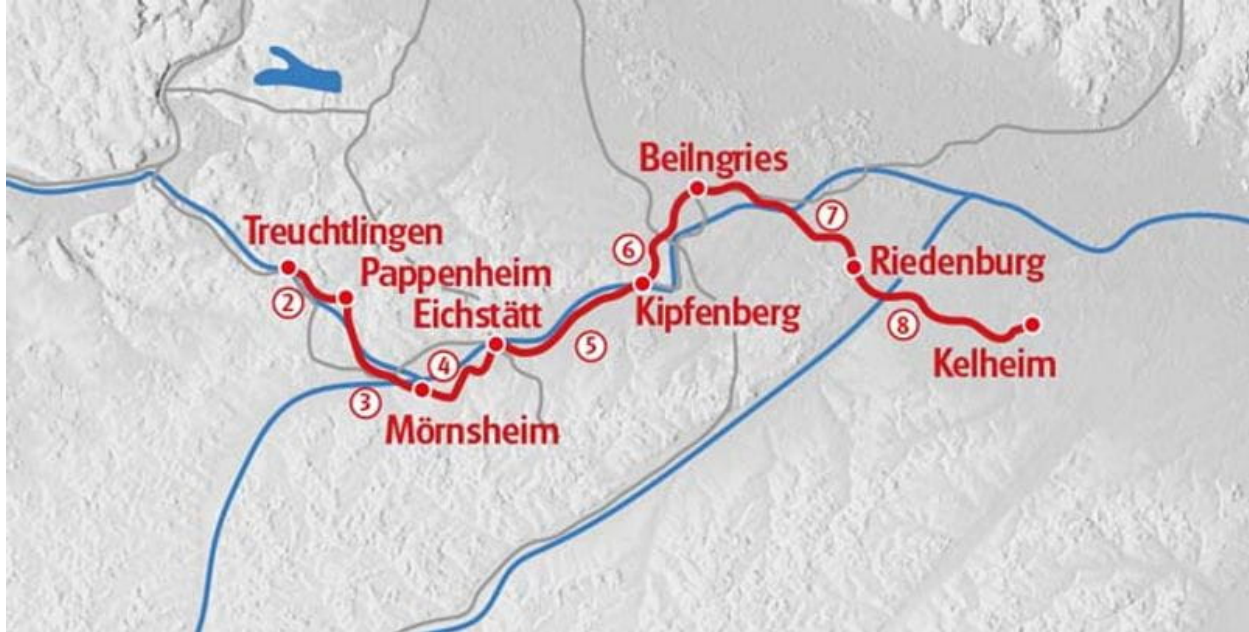 Beilngries
Treuchtlingen
Pappenheim
Eichstätt
Riedenburg
Kipfenberg
Kelheim
Mörnsheim
2
3
4
5
6
7
8